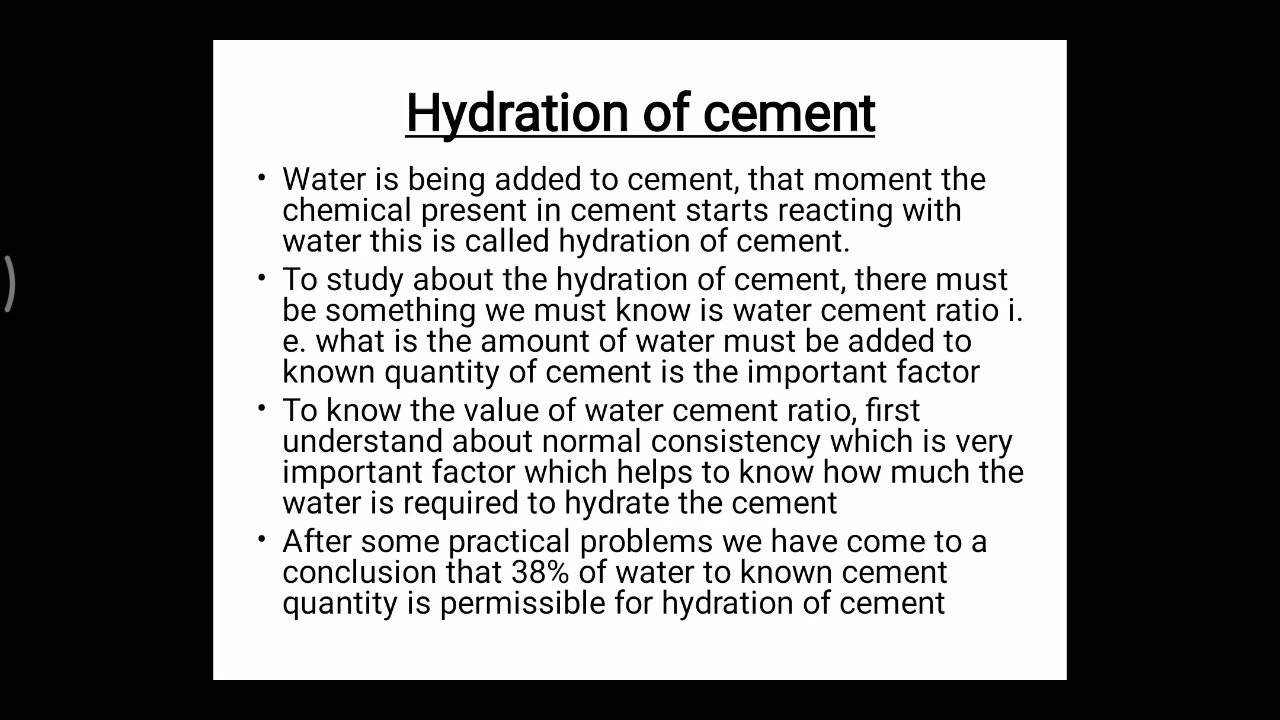 Hydration of cement
• Water is being added to cement, that moment the
chemical present in cement starts reacting with
water this is called hydration of cement.
• To study about the hydration of cement, there must
be something we must know is water cement ratio i.
e. what is the amount of water must be added to
known quantity of cement is the important factor
• To know the value of water cement ratio, first
understand about normal consistency which is very
important factor which helps to know how much the
water is required to hydrate the cement
• After some practical problems we have come to a
conclusion that 38% of water to known cement
quantity is permissible for hydration of cement